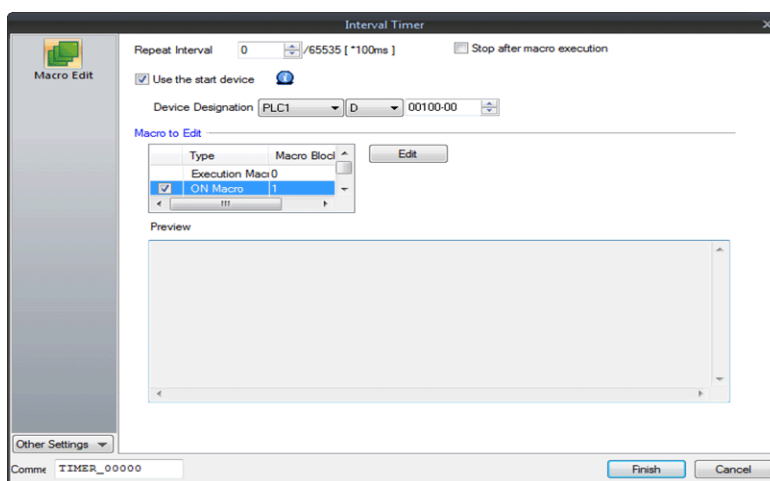 Interval Timer
Macro Edit
Repeat Interval 0 /65535 [ *100ms ] Stop after macro execution
Use the start device
Device Designation PLC1 D 00100-00
Macro to Edit
Type Macro Blocl
Execution Maci 0
ON Macro 1
Edit
Preview
Other Settings
Comme TIMER_00000
Finish Cancel